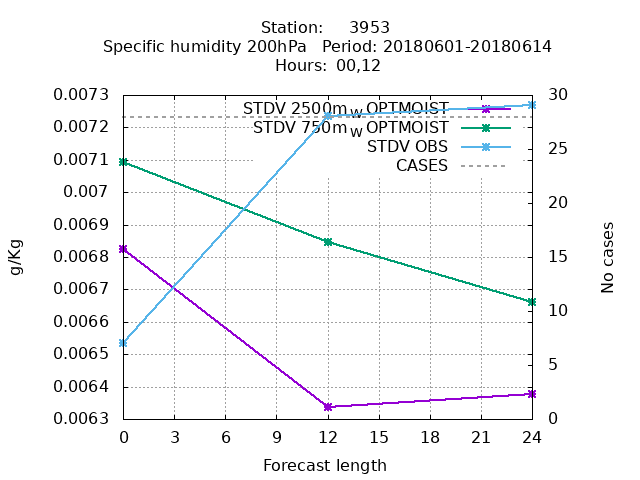 Station: 3953
Specific humidity 200hPa Period: 20180601-20180614
Hours: 00,12
STDV 2500m_W OPTMOIST
STDV 750m_W OPTMOIST
STDV OBS
CASES
g/Kg
0.0073
0.0072
0.0071
0.007
0.0069
0.0068
0.0067
0.0066
0.0065
0.0064
0.0063
30
25
20
15
10
5
0
No cases
0 3 6 9 12 15 18 21 24
Forecast length